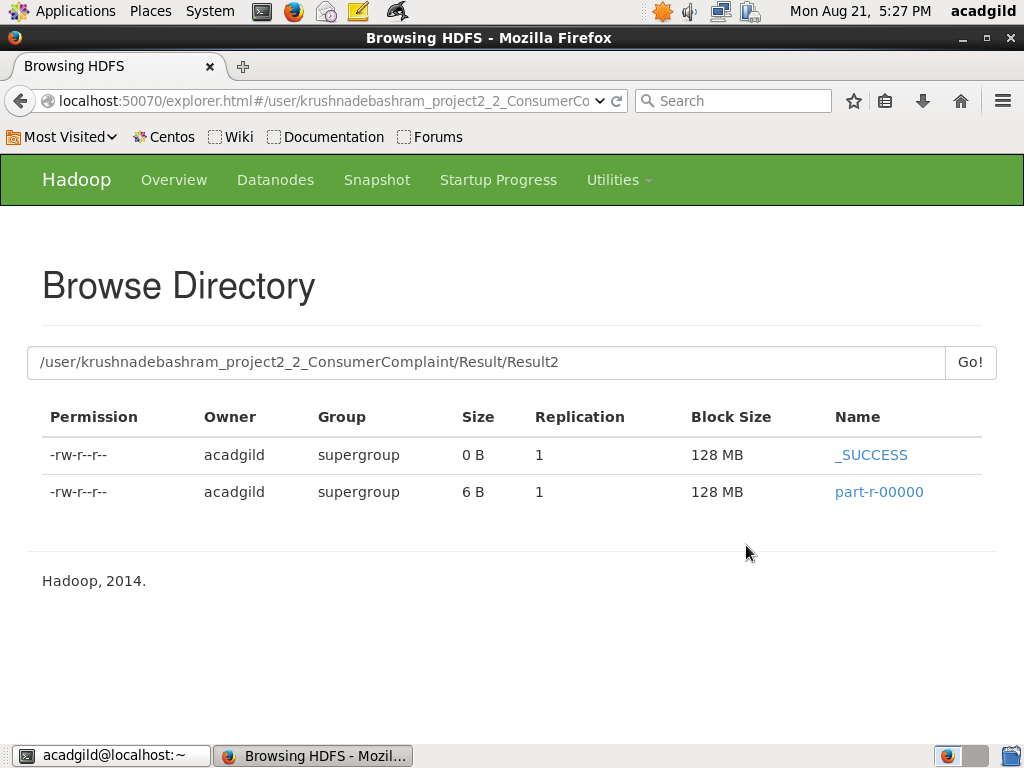 Applications Places System Mon Aug 21, 5:27 PM acadgild
Browsing HDFS - Mozilla Firefox
Browsing HDFS
localhost:50070/explorer.html#/user/krushnadebashram_project2_2_ConsumerCo Search
Most Visited Centos Wiki Documentation Forums
Hadoop Overview Datanodes Snapshot Startup Progress Utilities
Browse Directory
/user/krushnadebashram_project2_2_ConsumerComplaint/Result/Result2 Go!
Permission Owner Group Size Replication Block Size Name
-rw-r--r-- acadgild supergroup 0 B 1 128 MB _SUCCESS
-rw-r--r-- acadgild supergroup 6 B 1 128 MB part-r-00000
Hadoop, 2014.
acadgild@localhost:~ Browsing HDFS - Mozil...